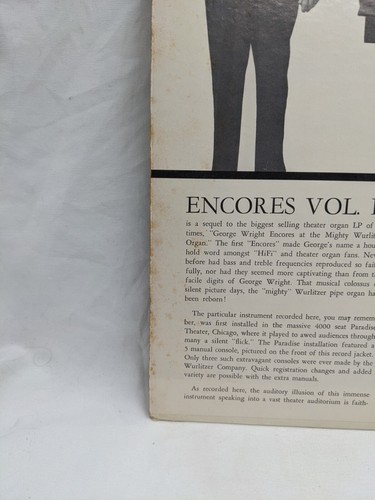 ENCORES VOL.
is a sequel to the biggest selling theater organ LP of
times, "George Wright Encores at the Mighty Wurlitz
Organ." The first "Encores" made George's name a hou
hold word amongst "HiFi" and theater organ fans. Nev
before had bass and treble frequencies reproduced so fait
fully, nor had they seemed more captivating than from t
facile digits of George Wright. That musical colossus o
silent picture days, the "mighty" Wurlitzer pipe organ ha
been reborn!
The particular instrument recorded here, you may remem
ber, was first installed in the massive 4000 seat Paradise
Theater, Chicago, where it played to awed audiences through
many a silent "flick." The Paradise installation featured a
5 manual console, pictured on the front of this record jacket.
Only three such extravagant consoles were ever made by the
Wurlitzer Company. Quick registration changes and added
variety are possible with the extra manuals.
As recorded here, the auditory illusion of this immense
instrument speaking into a vast theater auditorium is faith-